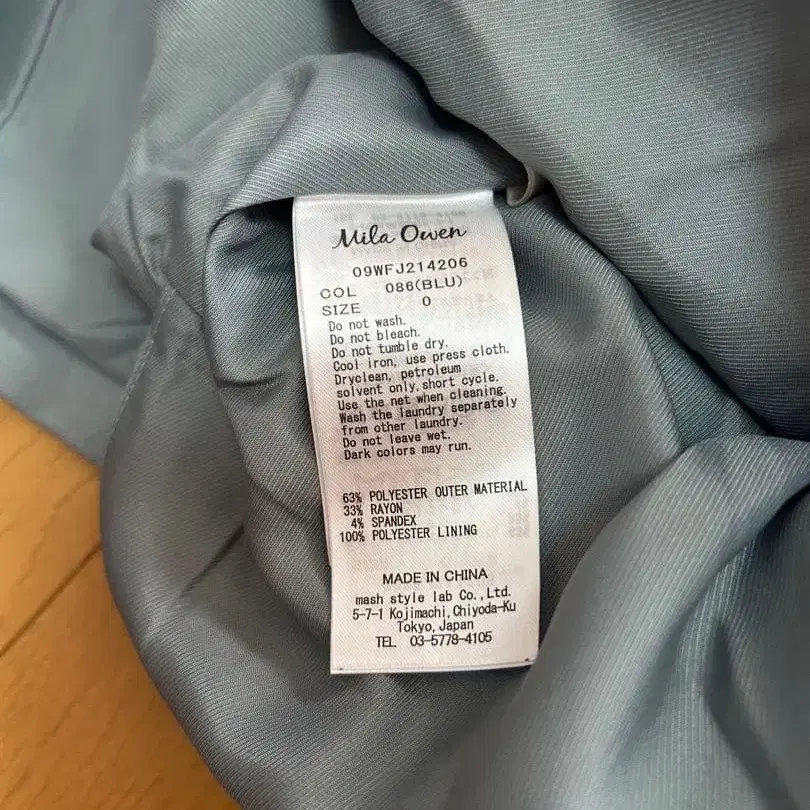 Mila Owen
09WFJ214206
COL 086(BLU)
SIZE 0
Do not wash.
Do not bleach.
Do not tumble dry.
Cool iron, use press cloth.
Dryclean, petroleum
solvent only,short cycle.
Use the net when cleaning.
Wash the laundry separately
from other laundry.
Do not leave wet.
Dark colors may run.
63% POLYESTER OUTER MATERIAL
33% RAYON
4% SPANDEX
100% POLYESTER LINING
MADE IN CHINA
mash style lab Co.,Ltd.
5-7-1 Kojimachi,Chiyoda-Ku
Tokyo,Japan
TEL 03-5778-4105